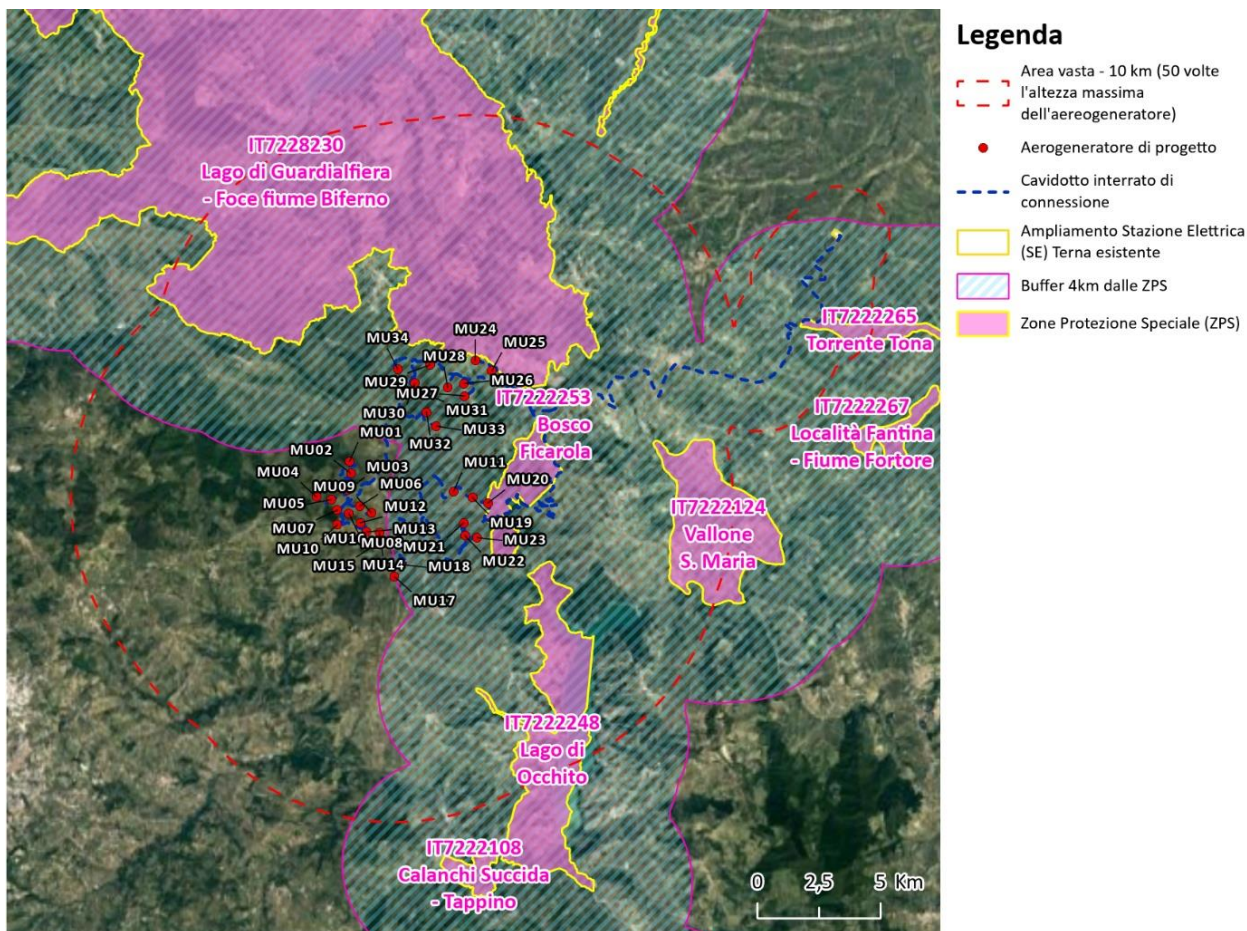 IT7228230
Lago di Guardialfiera
- Foce fiume Biferno
IT7222265
Torrente Tona
MU34
MU24
MU28
MU25
MU29
MU26
MU27
MU30
MU31
MU32
MU33
IT7222253
Bosco
Ficarola
IT7222267
Località Fantina
- Fiume Fortore
MU01
MU02
MU03
MU04
MU09
MU06
MU05
MU11
MU20
MU12
MU07
MU19
MU13
MU10
MU16
MU08
MU21
MU23
MU15
MU14
MU18
MU22
MU17
IT7222124
Vallone
S. Maria
IT7222248
Lago di
Occhito
IT7222108
Calanchi Succida
- Tappino
0 2,5 5 Km
Legenda
Area vasta - 10 km (50 volte
l'altezza massima
dell'aereogeneratore)
Aerogeneratore di progetto
Cavidotto interrato di
connessione
Ampliamento Stazione Elettrica
(SE) Terna esistente
Buffer 4km dalle ZPS
Zone Protezione Speciale (ZPS)